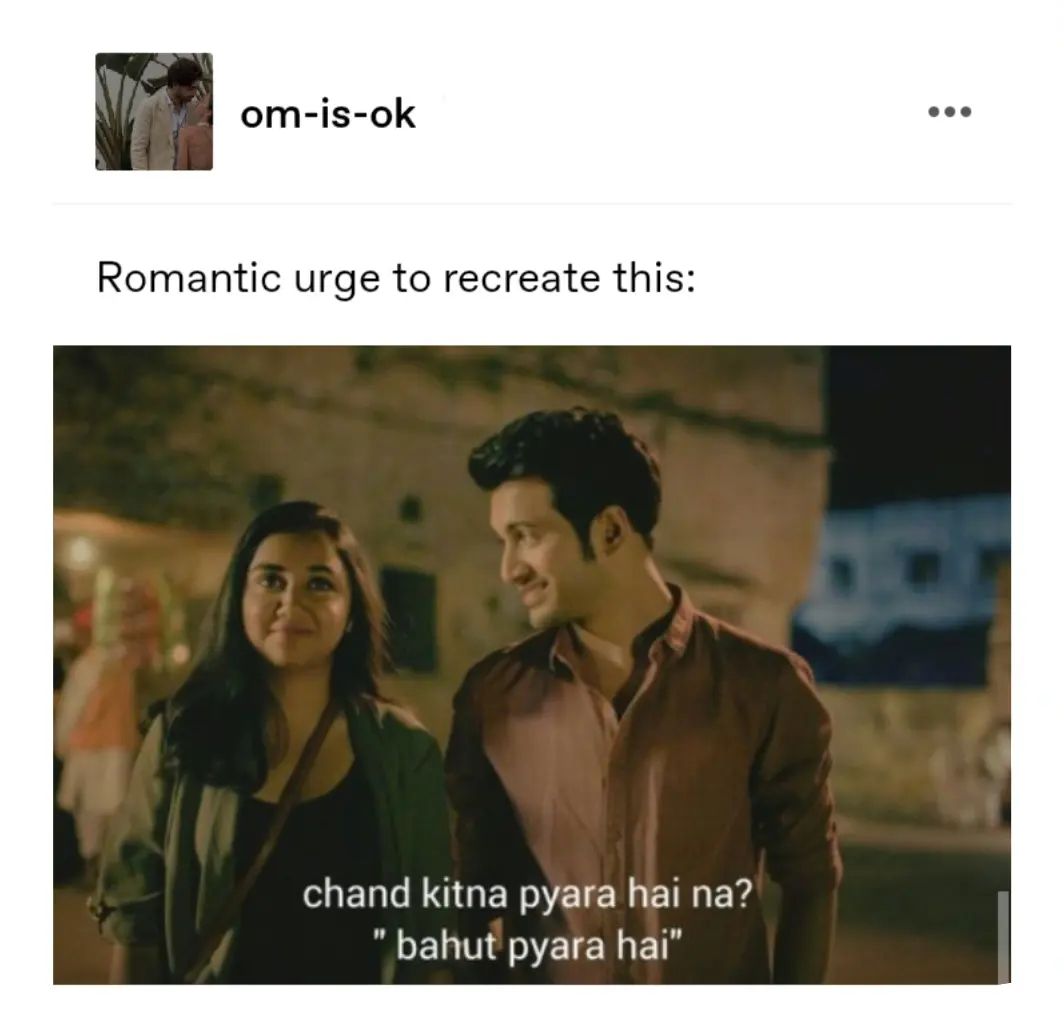 om-is-ok
Romantic urge to recreate this:
chand kitna pyara hai na?
" bahut pyara hai"